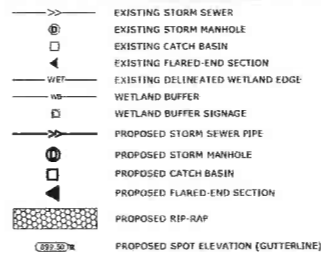 >> EXISTING STORM SEWER
D EXISTING STORM MANHOLE
EXISTING CATCH BASIN
EXISTING FLARED-END SECTION
WET EXISTING DELINEATED WETLAND EDGE
WB WETLAND BUFFER
WETLAND BUFFER SIGNAGE
>> PROPOSED STORM SEWER PIPE
D PROPOSED STORM MANHOLE
PROPOSED CATCH BASIN
PROPOSED FLARED-END SECTION
PROPOSED RIP-RAP
PROPOSED SPOT ELEVATION (GUTTERLINE)